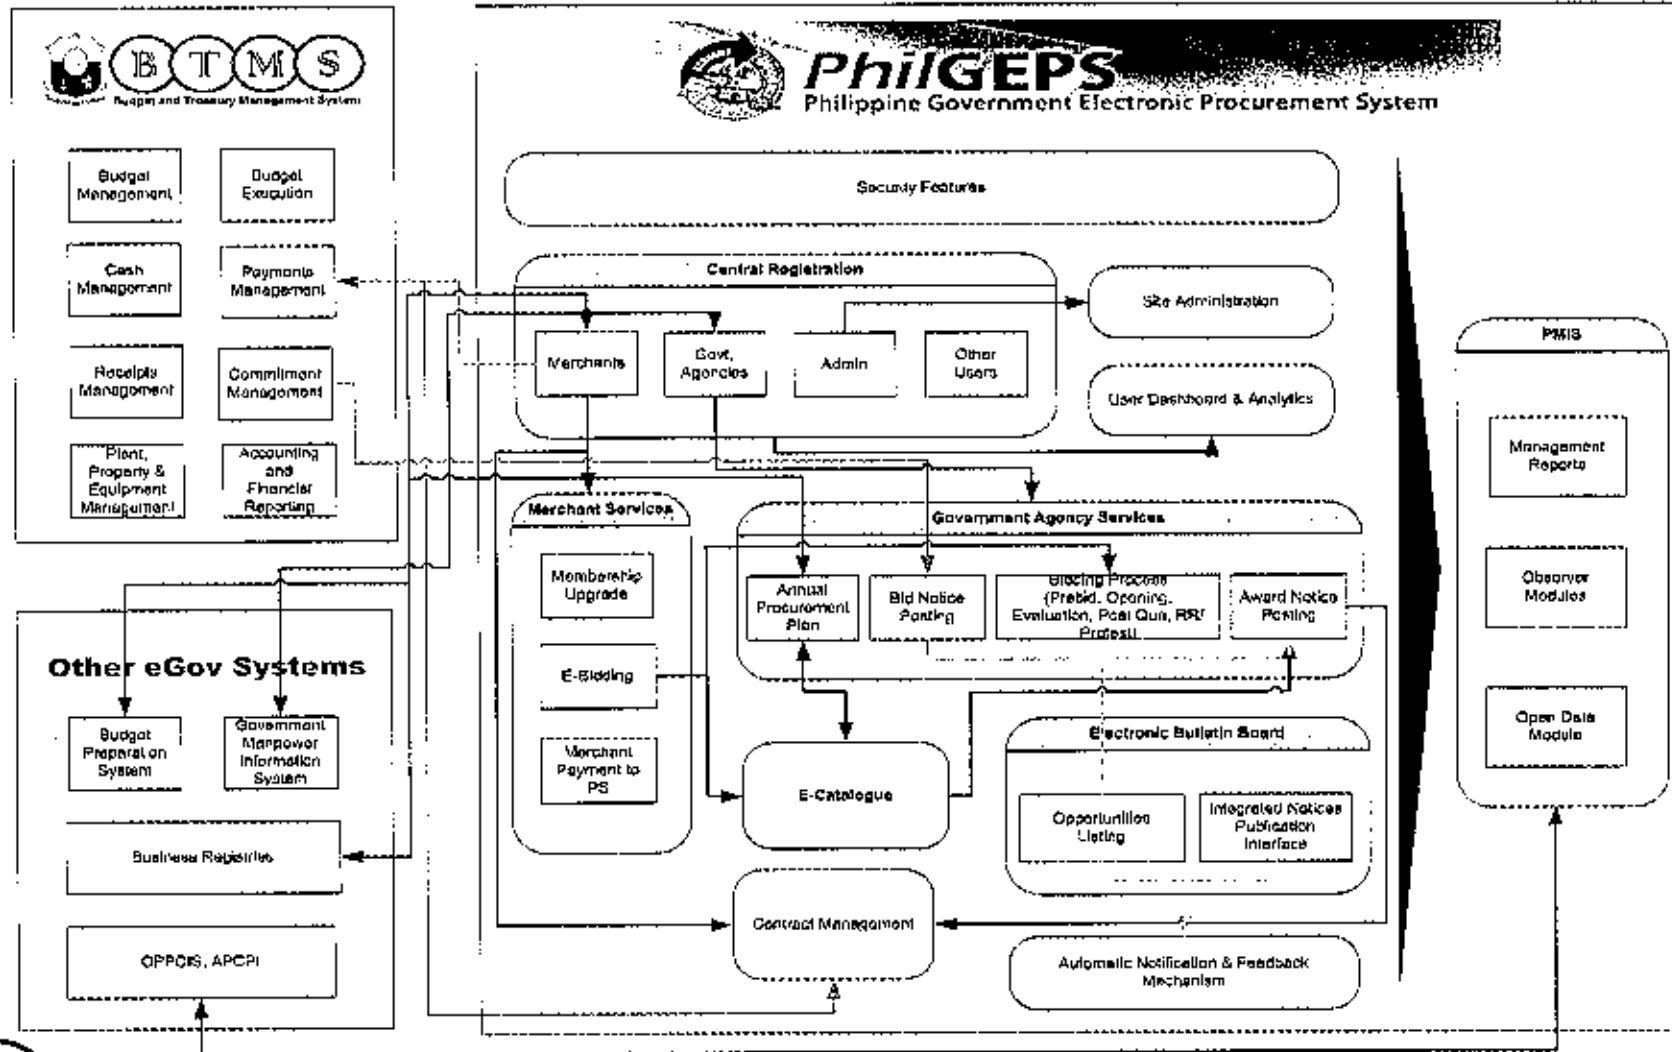 BTMS
Budget and Treasury Management System
PhilGEPS
Philippine Government Electronic Procurement System
Budget
Management
Budget
Execution
Cash
Management
Payments
Management
Receipts
Management
Commitment
Management
Plant,
Property &
Equipment
Management
Accounting
and
Financial
Reporting
Other eGov Systems
Budget
Preparation
System
Government
Manpower
Information
System
Business Registries
OPPCIS, APCPI
Security Features
Central Registration
Merchants
Govt.
Agencies
Admin
Other
Users
Site Administration
User Dashboard & Analytics
Merchant Services
Membership
Upgrade
E-Bidding
Merchant
Payment to
PS
Government Agency Services
Annual
Procurement
Plan
Bid Notice
Posting
Bidding Process
(Prebid, Opening,
Evaluation, Post Qua, RR/
Protest)
Award Notice
Posting
E-Catalogue
Electronic Bulletin Board
Opportunities
Listing
Integrated Notices
Publication
Interface
Contract Management
Automatic Notification & Feedback
Mechanism
PMIS
Management
Reports
Observer
Modules
Open Data
Module